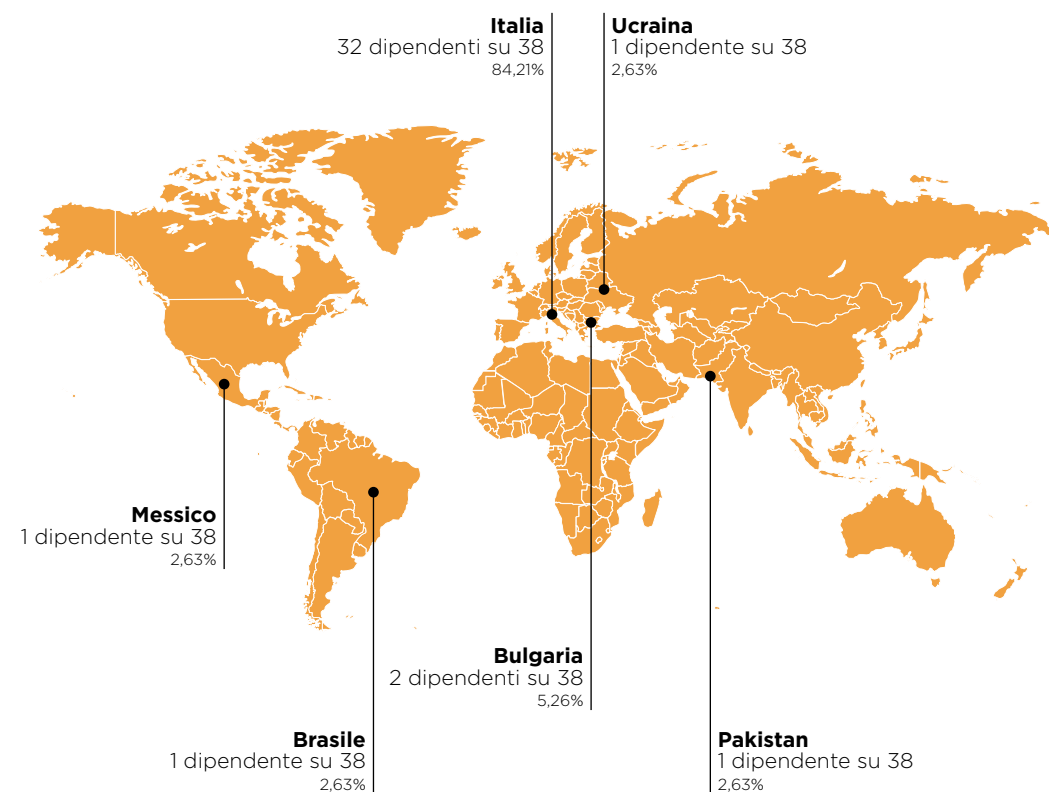 Italia
32 dipendenti su 38
84,21%
Ucraina
1 dipendente su 38
2,63%
Messico
1 dipendente su 38
2,63%
Bulgaria
2 dipendenti su 38
5,26%
Brasile
1 dipendente su 38
2,63%
Pakistan
1 dipendente su 38
2,63%